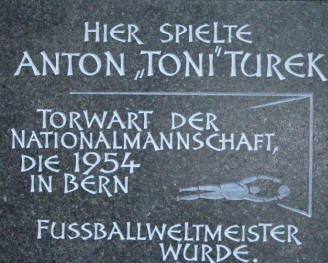 HIER SPIELTE
ANTON „TONI“ TUREK
TORWART DER
NATIONALMANNSCHAFT,
DIE 1954
IN BERN
FUSSBALLWELTMEISTER
WURDE.